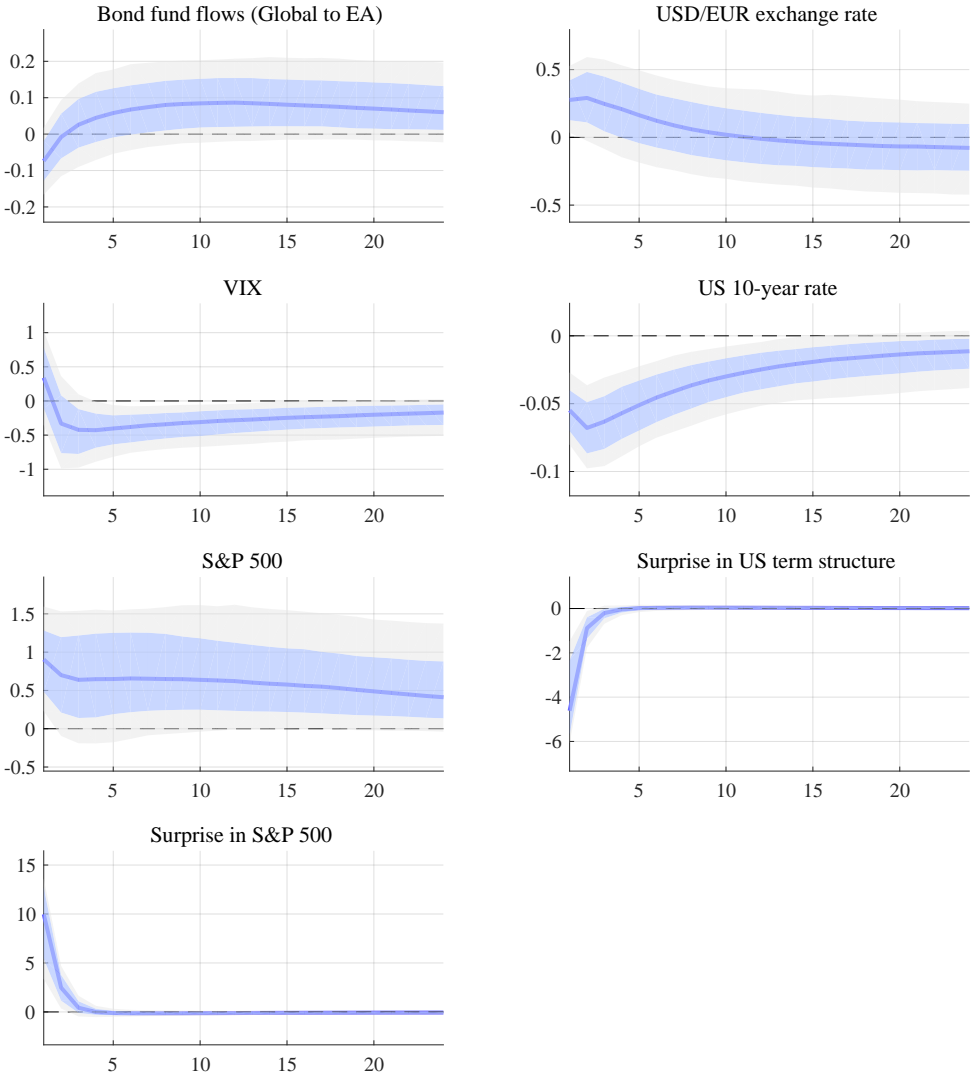 Bond fund flows (Global to EA)
0.2
0.1
0
-0.1
-0.2
5 10 15 20
USD/EUR exchange rate
0.5
0
-0.5
5 10 15 20
VIX
1
0.5
0
-0.5
-1
5 10 15 20
US 10-year rate
0
-0.05
-0.1
5 10 15 20
S&P 500
1.5
1
0.5
0
-0.5
5 10 15 20
Surprise in US term structure
0
-2
-4
-6
5 10 15 20
Surprise in S&P 500
15
10
5
0
5 10 15 20